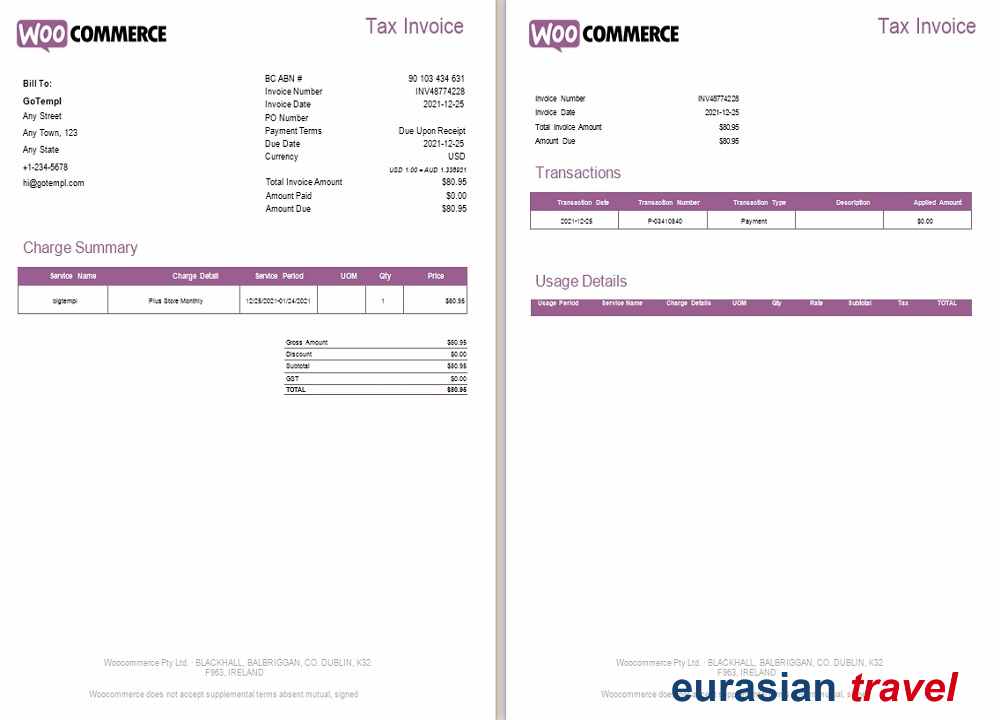 WOO COMMERCE
Tax Invoice
Bill To:
GoTempl
Any Street
Any Town, 123
Any State
+1-234-5678
hi@gotempl.com
BC ABN # 90 103 434 631
Invoice Number INV48774228
Invoice Date 2021-12-25
PO Number
Payment Terms Due Upon Receipt
Due Date 2021-12-25
Currency USD
USD 1.00 = AUD 1.338931
Total Invoice Amount $80.95
Amount Paid $0.00
Amount Due $80.95
Charge Summary
Service Name Charge Detail Service Period UOM Qty Price
bigtempl Plus Store Monthly 12/25/2021-01/24/2021 1 $80.95
Gross Amount $80.95
Discount $0.00
Subtotal $80.95
GST $0.00
TOTAL $80.95
Woocommerce Pty Ltd. · BLACKHALL, BALBRIGGAN, CO. DUBLIN, K32
F963, IRELAND
Woocommerce does not accept supplemental terms absent mutual, signed
WOO COMMERCE
Tax Invoice
Invoice Number INV48774228
Invoice Date 2021-12-25
Total Invoice Amount $80.95
Amount Due $80.95
Transactions
Transaction Date Transaction Number Transaction Type Description Applied Amount
2021-12-25 P-03410840 Payment $0.00
Usage Details
Usage Period Service Name Charge Details UOM Qty Rate Subtotal Tax TOTAL
Woocommerce Pty Ltd. · BLACKHALL, BALBRIGGAN, CO. DUBLIN, K32
F963, IRELAND
Woocommerce
eurasian travel